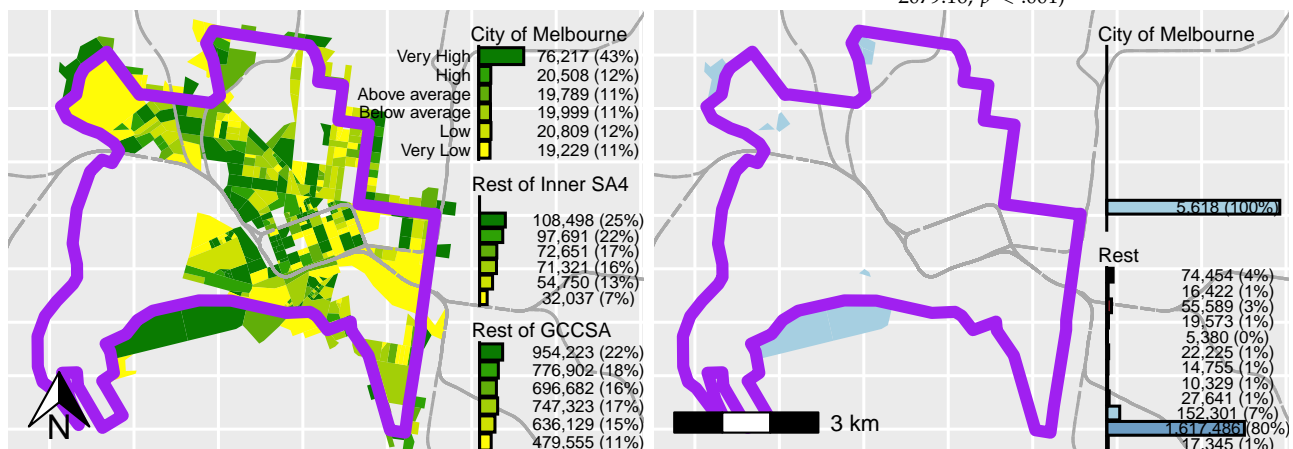 2679.16, p < .001)
City of Melbourne
Very High 76,217 (43%)
High 20,508 (12%)
Above average 19,789 (11%)
Below average 19,999 (11%)
Low 20,809 (12%)
Very Low 19,229 (11%)
Rest of Inner SA4
108,498 (25%)
97,691 (22%)
72,651 (17%)
71,321 (16%)
54,750 (13%)
32,037 (7%)
Rest of GCCSA
954,223 (22%)
776,902 (18%)
696,682 (16%)
747,323 (17%)
636,129 (15%)
479,555 (11%)
N
City of Melbourne
5,618 (100%)
Rest
74,454 (4%)
16,422 (1%)
55,589 (3%)
19,573 (1%)
5,380 (0%)
22,225 (1%)
14,755 (1%)
10,329 (1%)
27,641 (1%)
152,301 (7%)
1,617,486 (80%)
17,345 (1%)
3 km